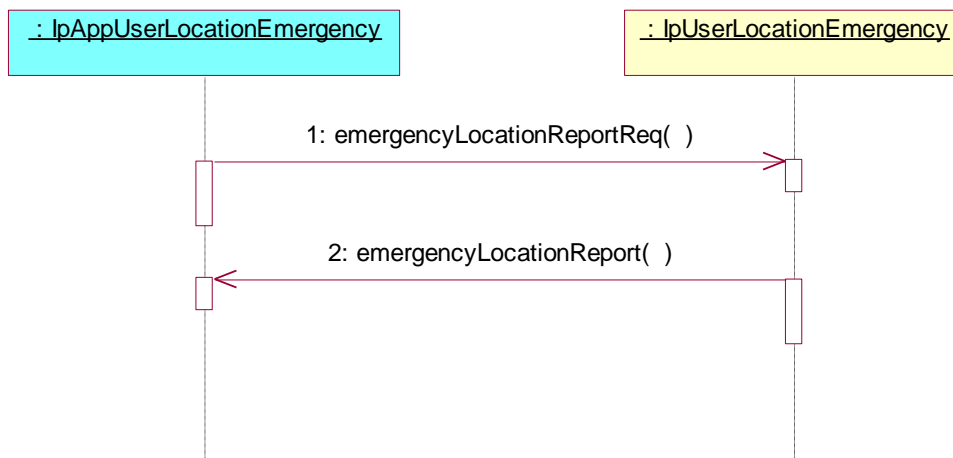 : IpAppUserLocationEmergency
: IpUserLocationEmergency
1: emergencyLocationReportReq( )
2: emergencyLocationReport( )